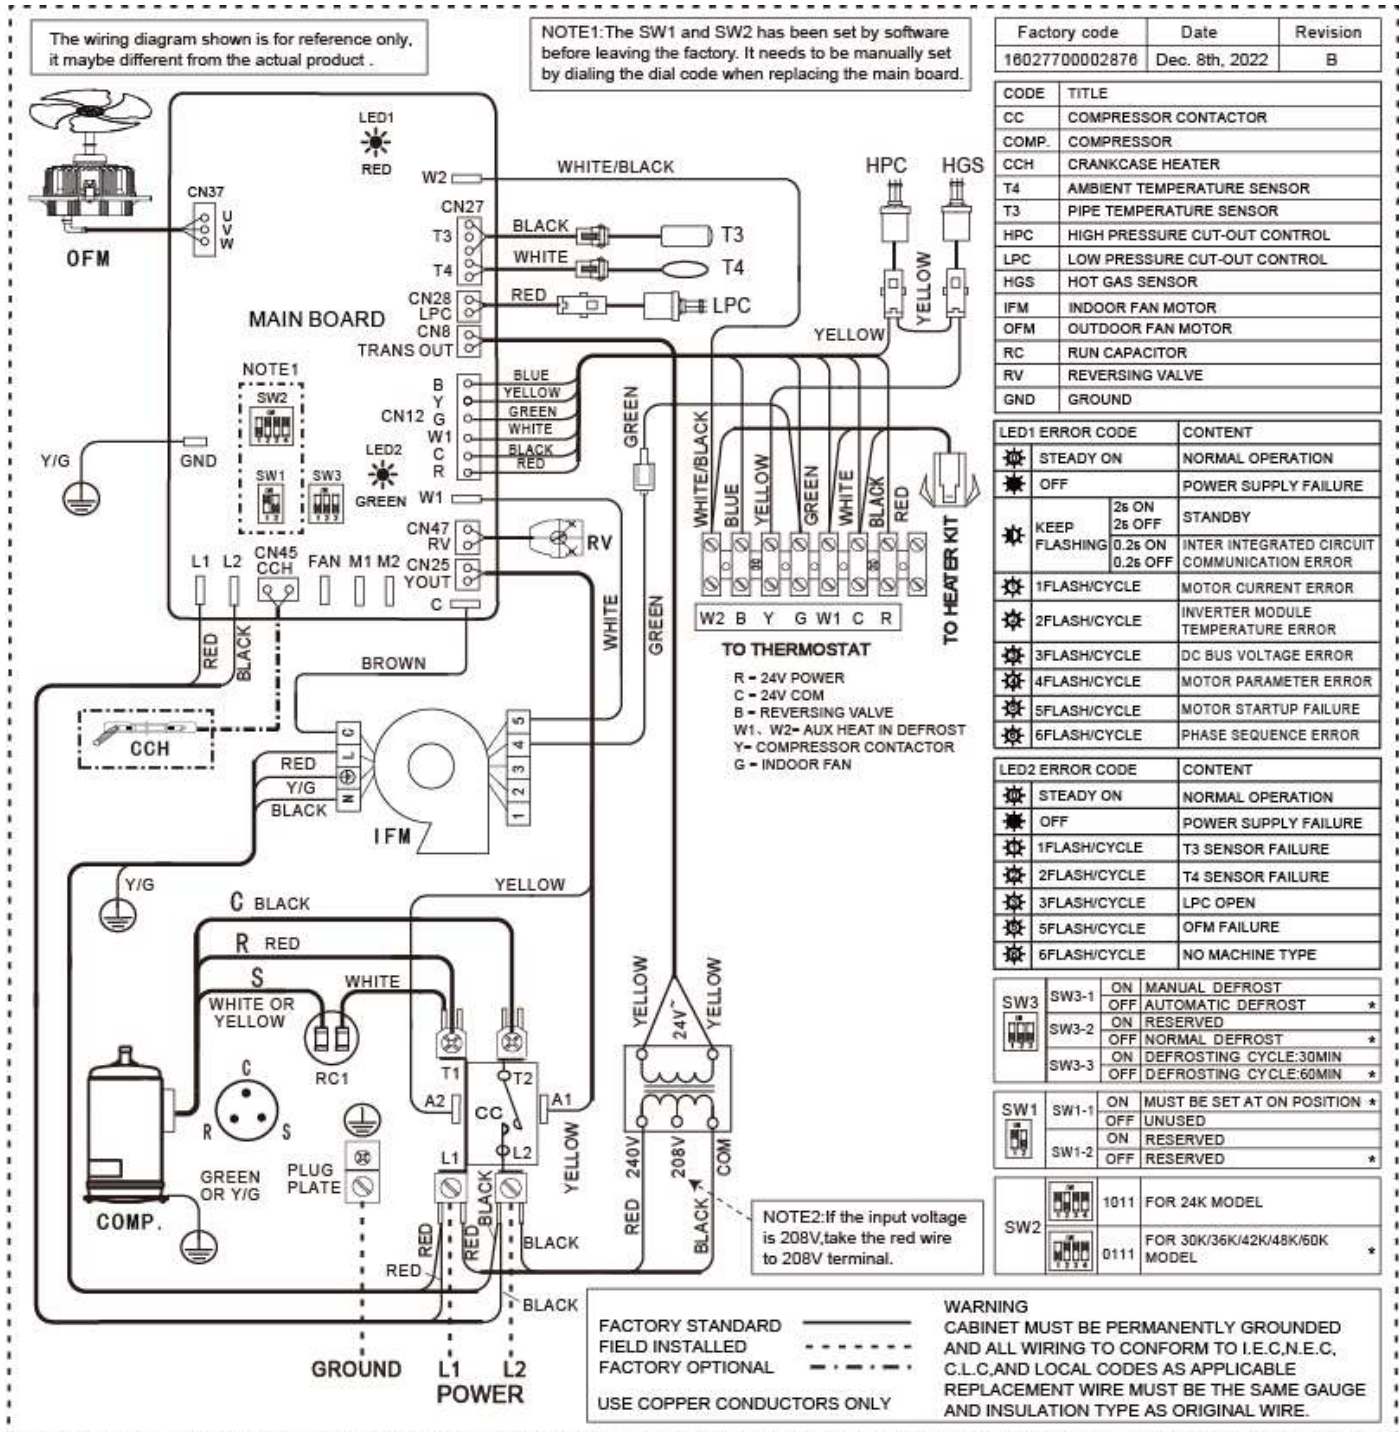 The wiring diagram shown is for reference only,
it maybe different from the actual product .
NOTE1:The SW1 and SW2 has been set by software
before leaving the factory. It needs to be manually set
by dialing the dial code when replacing the main board.
Factory code Date Revision
16027700002876 Dec. 8th, 2022 B
CODE TITLE
CC COMPRESSOR CONTACTOR
COMP. COMPRESSOR
CCH CRANKCASE HEATER
T4 AMBIENT TEMPERATURE SENSOR
T3 PIPE TEMPERATURE SENSOR
HPC HIGH PRESSURE CUT-OUT CONTROL
LPC LOW PRESSURE CUT-OUT CONTROL
HGS HOT GAS SENSOR
IFM INDOOR FAN MOTOR
OFM OUTDOOR FAN MOTOR
RC RUN CAPACITOR
RV REVERSING VALVE
GND GROUND
LED1 ERROR CODE CONTENT
STEADY ON NORMAL OPERATION
OFF POWER SUPPLY FAILURE
KEEP FLASHING
2s ON
2s OFF
STANDBY
0.2s ON
0.2s OFF
INTER INTEGRATED CIRCUIT
COMMUNICATION ERROR
1FLASH/CYCLE MOTOR CURRENT ERROR
2FLASH/CYCLE INVERTER MODULE
TEMPERATURE ERROR
3FLASH/CYCLE DC BUS VOLTAGE ERROR
4FLASH/CYCLE MOTOR PARAMETER ERROR
5FLASH/CYCLE MOTOR STARTUP FAILURE
6FLASH/CYCLE PHASE SEQUENCE ERROR
LED2 ERROR CODE CONTENT
STEADY ON NORMAL OPERATION
OFF POWER SUPPLY FAILURE
1FLASH/CYCLE T3 SENSOR FAILURE
2FLASH/CYCLE T4 SENSOR FAILURE
3FLASH/CYCLE LPC OPEN
5FLASH/CYCLE OFM FAILURE
6FLASH/CYCLE NO MACHINE TYPE
SW3
SW3-1 ON MANUAL DEFROST
OFF AUTOMATIC DEFROST *
SW3-2 ON RESERVED
OFF NORMAL DEFROST *
SW3-3 ON DEFROSTING CYCLE:30MIN
OFF DEFROSTING CYCLE:60MIN *
SW1
SW1-1 ON MUST BE SET AT ON POSITION *
OFF UNUSED
SW1-2 ON RESERVED
OFF RESERVED *
SW2
1011 FOR 24K MODEL
0111 FOR 30K/36K/42K/48K/60K
MODEL *
OFM
CN37
U
V
W
LED1
RED
W2
WHITE/BLACK
CN27
T3
BLACK
T3
T4
WHITE
T4
CN28
LPC
RED
LPC
CN8
TRANS OUT
MAIN BOARD
HPC
HGS
YELLOW
YELLOW
NOTE1
SW2
SW1
SW3
CN12
B BLUE
Y YELLOW
G GREEN
W1 WHITE
C BLACK
R RED
LED2
GREEN
W1
CN47
RV
RV
CN25
YOUT
C
Y/G
GND
L1 L2
CN45
CCH
FAN M1 M2
RED
BLACK
BROWN
CCH
GREEN
WHITE
GREEN
WHITE/BLACK
BLUE
YELLOW
GREEN
WHITE
BLACK
RED
TO HEATER KIT
W2 B Y G W1 C R
TO THERMOSTAT
R - 24V POWER
C - 24V COM
B - REVERSING VALVE
W1、W2- AUX HEAT IN DEFROST
Y- COMPRESSOR CONTACTOR
G - INDOOR FAN
C
L
N
RED
Y/G
BLACK
IFM
5
4
3
2
1
Y/G
YELLOW
C BLACK
R RED
S
WHITE OR
YELLOW
WHITE
RC1
C
R
S
COMP.
GREEN
OR Y/G
PLUG
PLATE
T1
T2
A2
CC
A1
L1
L2
YELLOW
YELLOW
24V~
YELLOW
240V
208V
COM
RED
BLACK
RED
RED
BLACK
BLACK
RED
BLACK
NOTE2:If the input voltage
is 208V,take the red wire
to 208V terminal.
GROUND
L1
L2
POWER
FACTORY STANDARD
FIELD INSTALLED
FACTORY OPTIONAL
USE COPPER CONDUCTORS ONLY
WARNING
CABINET MUST BE PERMANENTLY GROUNDED
AND ALL WIRING TO CONFORM TO I.E.C,N.E.C,
C.L.C,AND LOCAL CODES AS APPLICABLE
REPLACEMENT WIRE MUST BE THE SAME GAUGE
AND INSULATION TYPE AS ORIGINAL WIRE.